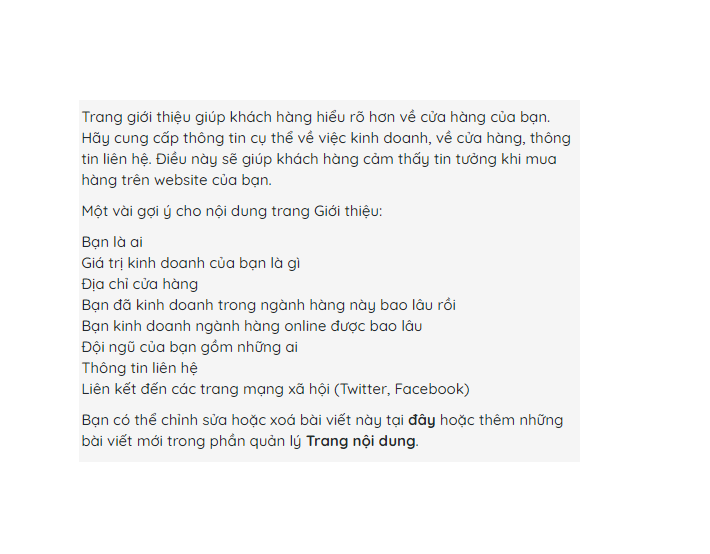 Trang giới thiệu giúp khách hàng hiểu rõ hơn về cửa hàng của bạn.
Hãy cung cấp thông tin cụ thể về việc kinh doanh, về cửa hàng, thông
tin liên hệ. Điều này sẽ giúp khách hàng cảm thấy tin tưởng khi mua
hàng trên website của bạn.
Một vài gợi ý cho nội dung trang Giới thiệu:
Bạn là ai
Giá trị kinh doanh của bạn là gì
Địa chỉ cửa hàng
Bạn đã kinh doanh trong ngành hàng này bao lâu rồi
Bạn kinh doanh ngành hàng online được bao lâu
Đội ngũ của bạn gồm những ai
Thông tin liên hệ
Liên kết đến các trang mạng xã hội (Twitter, Facebook)
Bạn có thể chỉnh sửa hoặc xoá bài viết này tại đây hoặc thêm những
bài viết mới trong phần quản lý Trang nội dung.